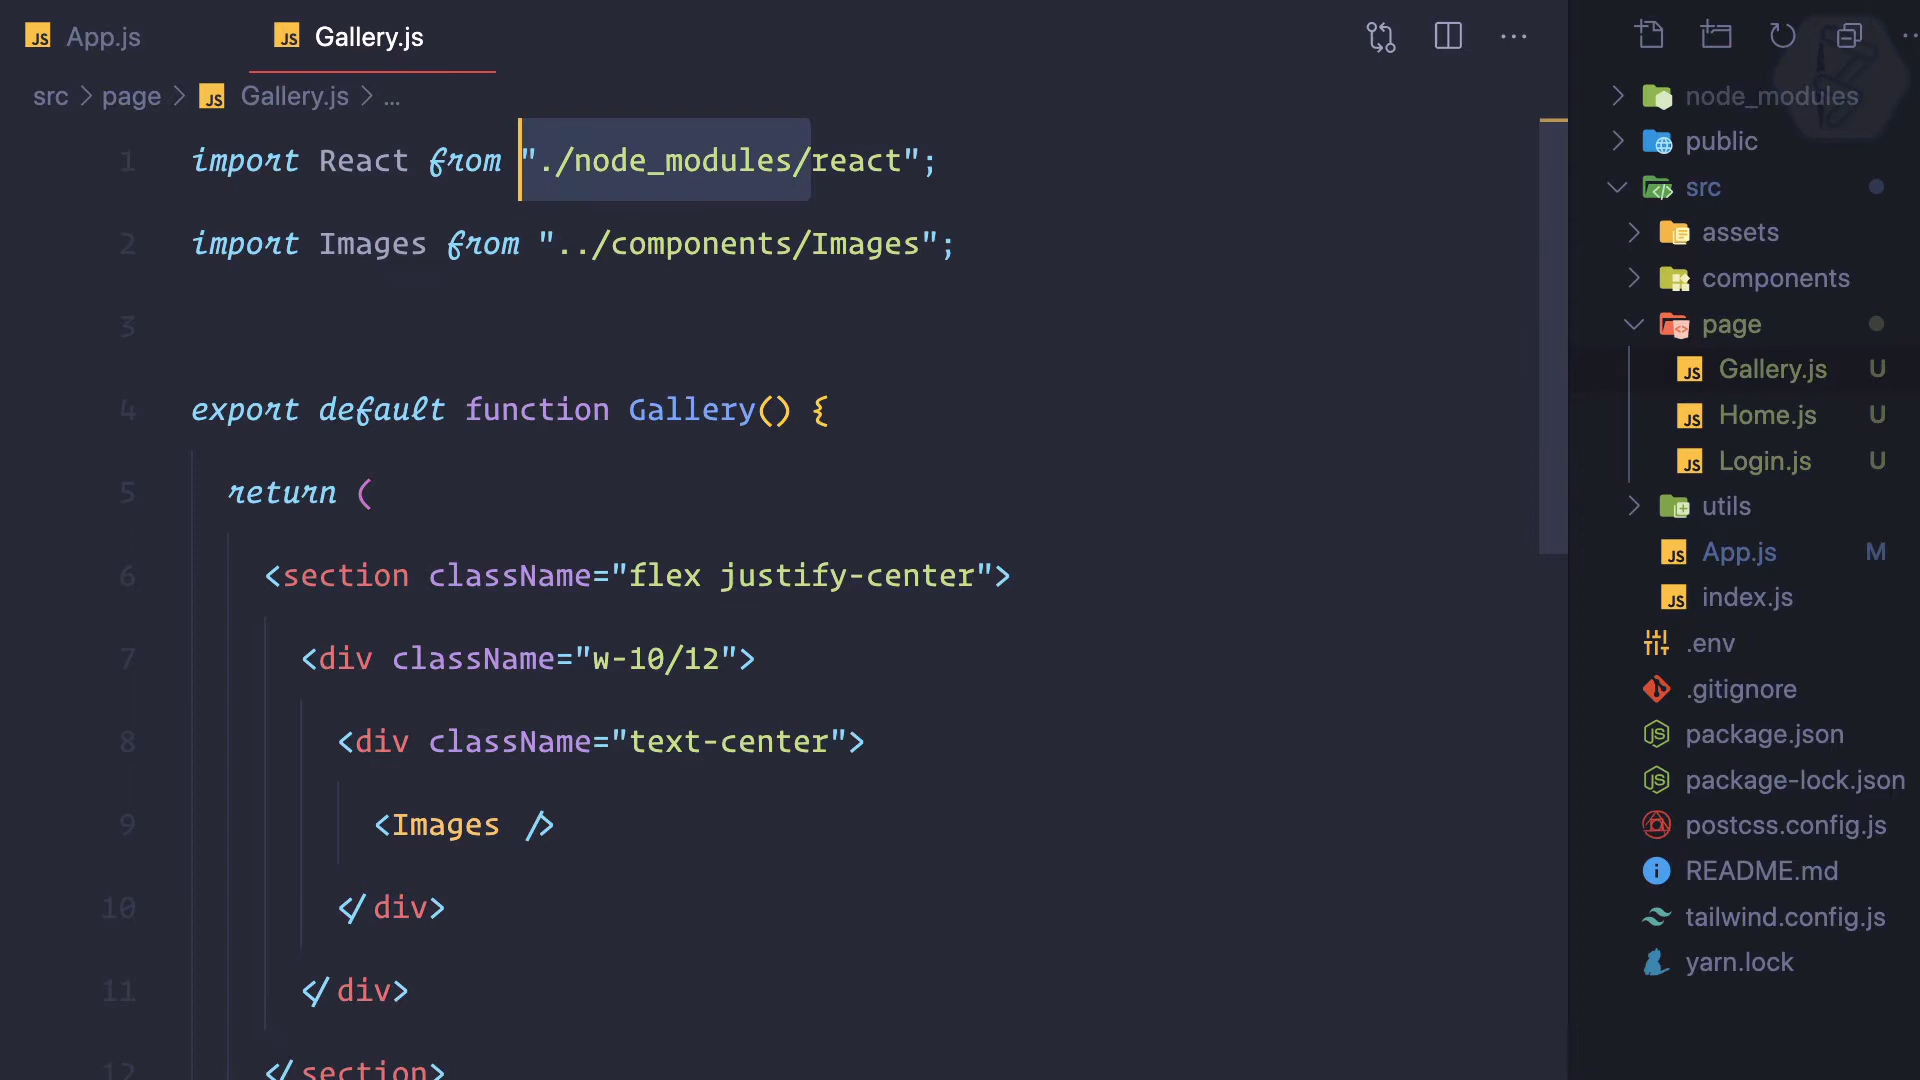 App.js
Gallery.js
src > page > Gallery.js > ...
1 import React from "./node_modules/react";
2 import Images from "../components/Images";
3
4 export default function Gallery() {
5 return (
6 <section className="flex justify-center">
7 <div className="w-10/12">
8 <div className="text-center">
9 <Images />
10 </div>
11 </div>
12 </section>
node_modules
public
src
assets
components
page
Gallery.js U
Home.js U
Login.js U
utils
App.js M
index.js
.env
.gitignore
package.json
package-lock.json
postcss.config.js
README.md
tailwind.config.js
yarn.lock